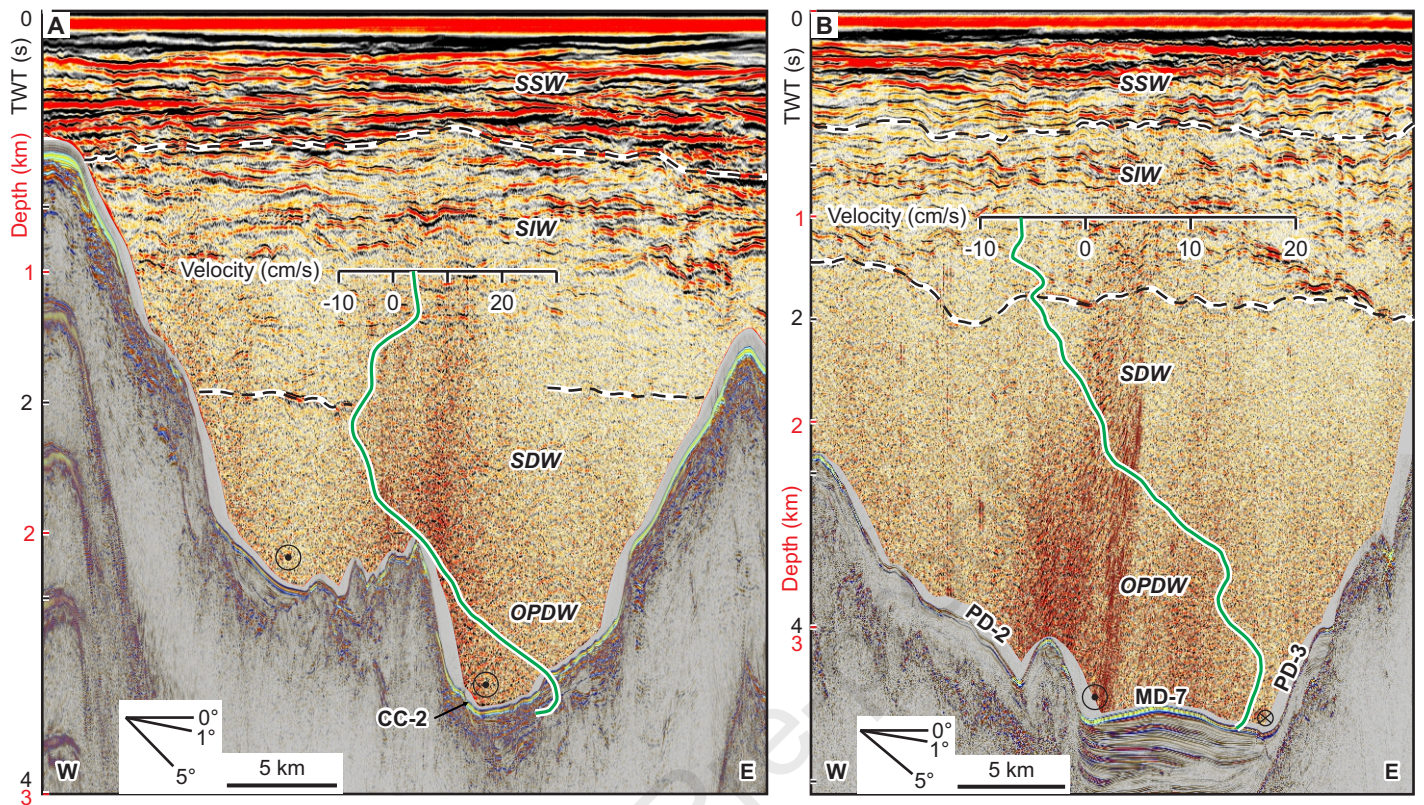 A
0
TWT (s)
SSW
Depth (km)
SIW
1
Velocity (cm/s)
-10
0
20
2
SDW
2
OPDW
CC-2
0°
1°
5°
5 km
W
E
4
3
B
0
TWT (s)
SSW
SIW
1
Velocity (cm/s)
-10
0
10
20
2
SDW
2
Depth (km)
OPDW
PD-2
4
3
PD-3
MD-7
0°
1°
5°
5 km
W
E